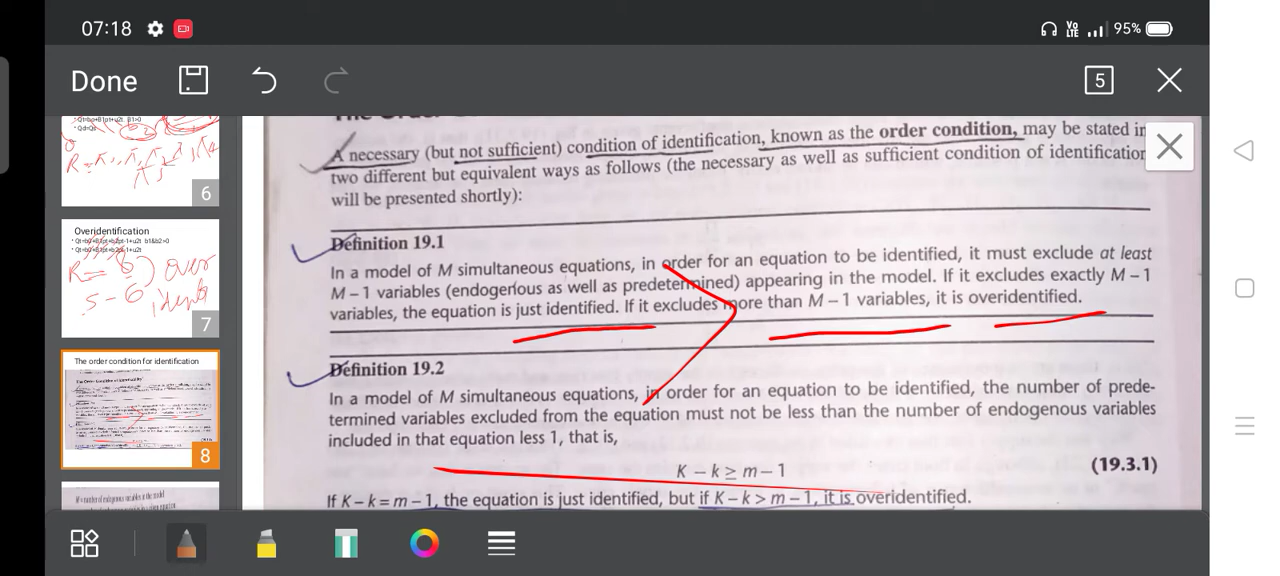 07:18
VoLTE 95%
Done
5
Qd=Qs
6
Overidentification
7
The order condition for identification
8
A necessary (but not sufficient) condition of identification, known as the order condition, may be stated in
two different but equivalent ways as follows (the necessary as well as sufficient condition of identification
will be presented shortly):
Definition 19.1
In a model of M simultaneous equations, in order for an equation to be identified, it must exclude at least
M – 1 variables (endogenous as well as predetermined) appearing in the model. If it excludes exactly M – 1
variables, the equation is just identified. If it excludes more than M – 1 variables, it is overidentified.
Definition 19.2
In a model of M simultaneous equations, in order for an equation to be identified, the number of prede-
termined variables excluded from the equation must not be less than the number of endogenous variables
included in that equation less 1, that is,
K – k ≥ m – 1 (19.3.1)
If K – k = m – 1, the equation is just identified, but if K – k > m – 1, it is overidentified.